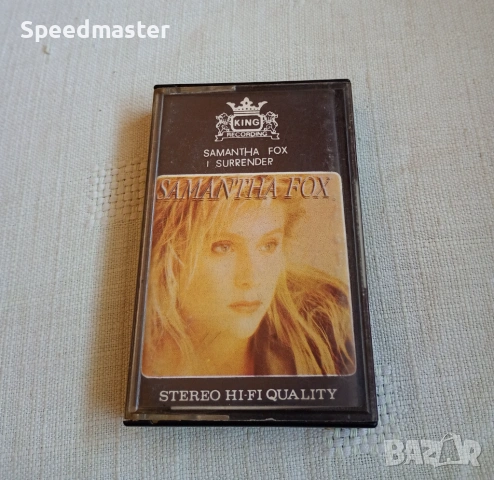 Speedmaster
KING
RECORDING
SAMANTHA FOX
I SURRENDER
SAMANTHA FOX
STEREO HI-FI QUALITY
BAZAR